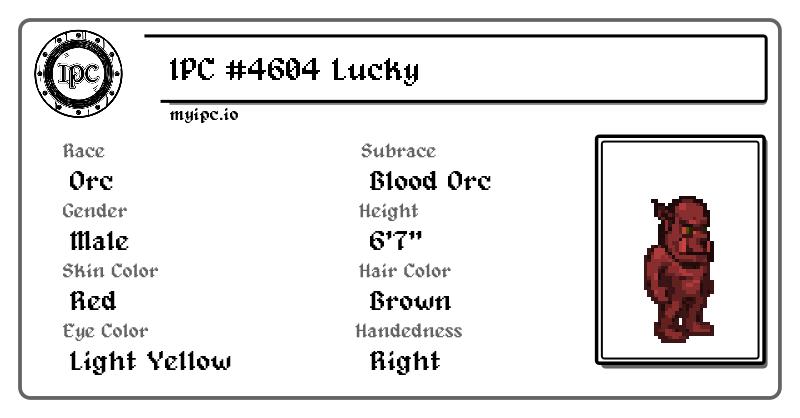 IPC
IPC #4604 Lucky
myipc.io
Race
Orc
Subrace
Blood Orc
Gender
Male
Height
6'7"
Skin Color
Red
Hair Color
Brown
Eye Color
Light Yellow
Handedness
Right